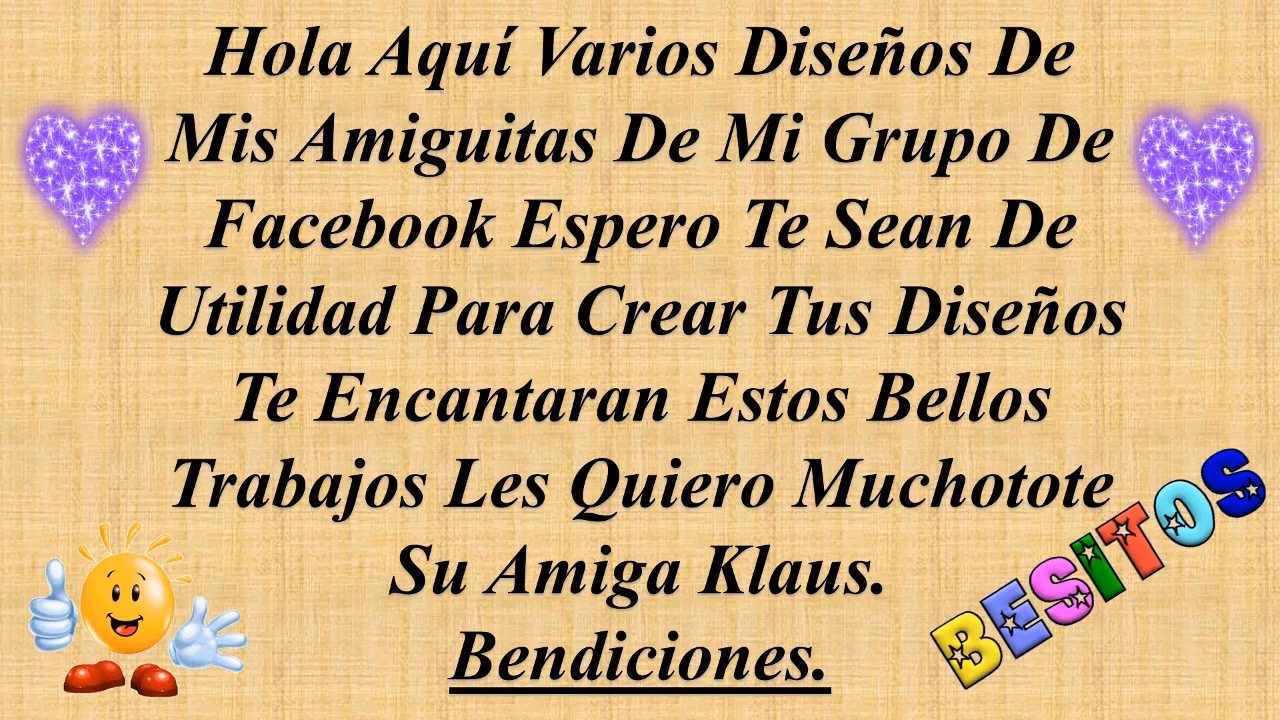 Hola Aquí Varios Diseños De
Mis Amiguitas De Mi Grupo De
Facebook Espero Te Sean De
Utilidad Para Crear Tus Diseños
Te Encantaran Estos Bellos
Trabajos Les Quiero Muchotote
Su Amiga Klaus.
Bendiciones.
BESITOS